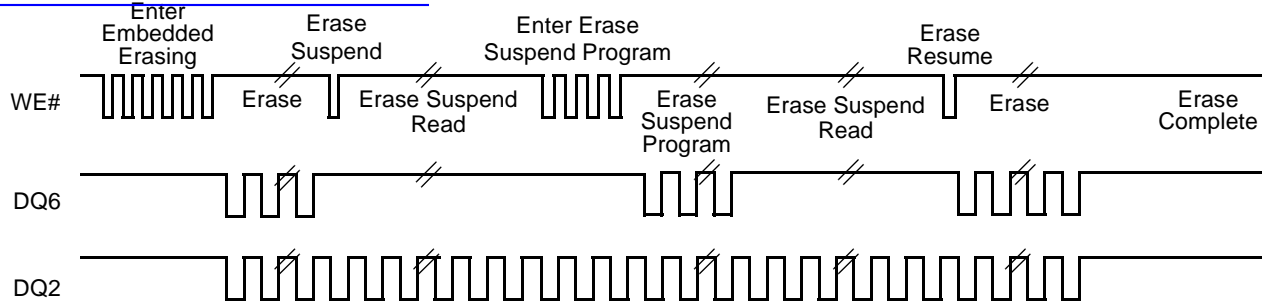 Enter
Embedded
Erasing
Erase
Suspend
Enter Erase
Suspend Program
Erase
Resume
WE#
Erase
Erase Suspend
Read
Erase
Suspend
Program
Erase Suspend
Read
Erase
Erase
Complete
DQ6
DQ2